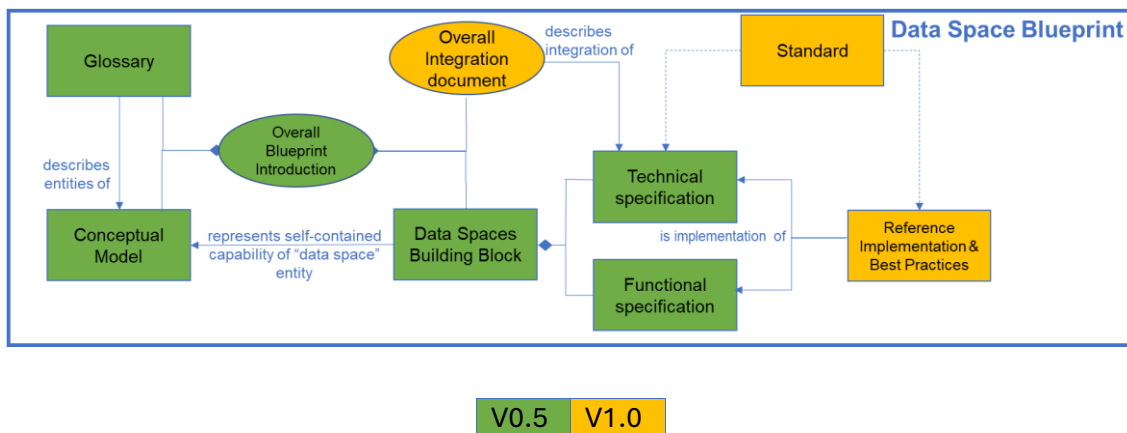 Data Space Blueprint
Glossary
Overall
Integration
document
describes
integration of
Standard
Overall
Blueprint
Introduction
describes
entities of
Technical
specification
Conceptual
Model
represents self-contained
capability of “data space”
entity
Data Spaces
Building Block
is implementation of
Reference
Implementation &
Best Practices
Functional
specification
V0.5 V1.0